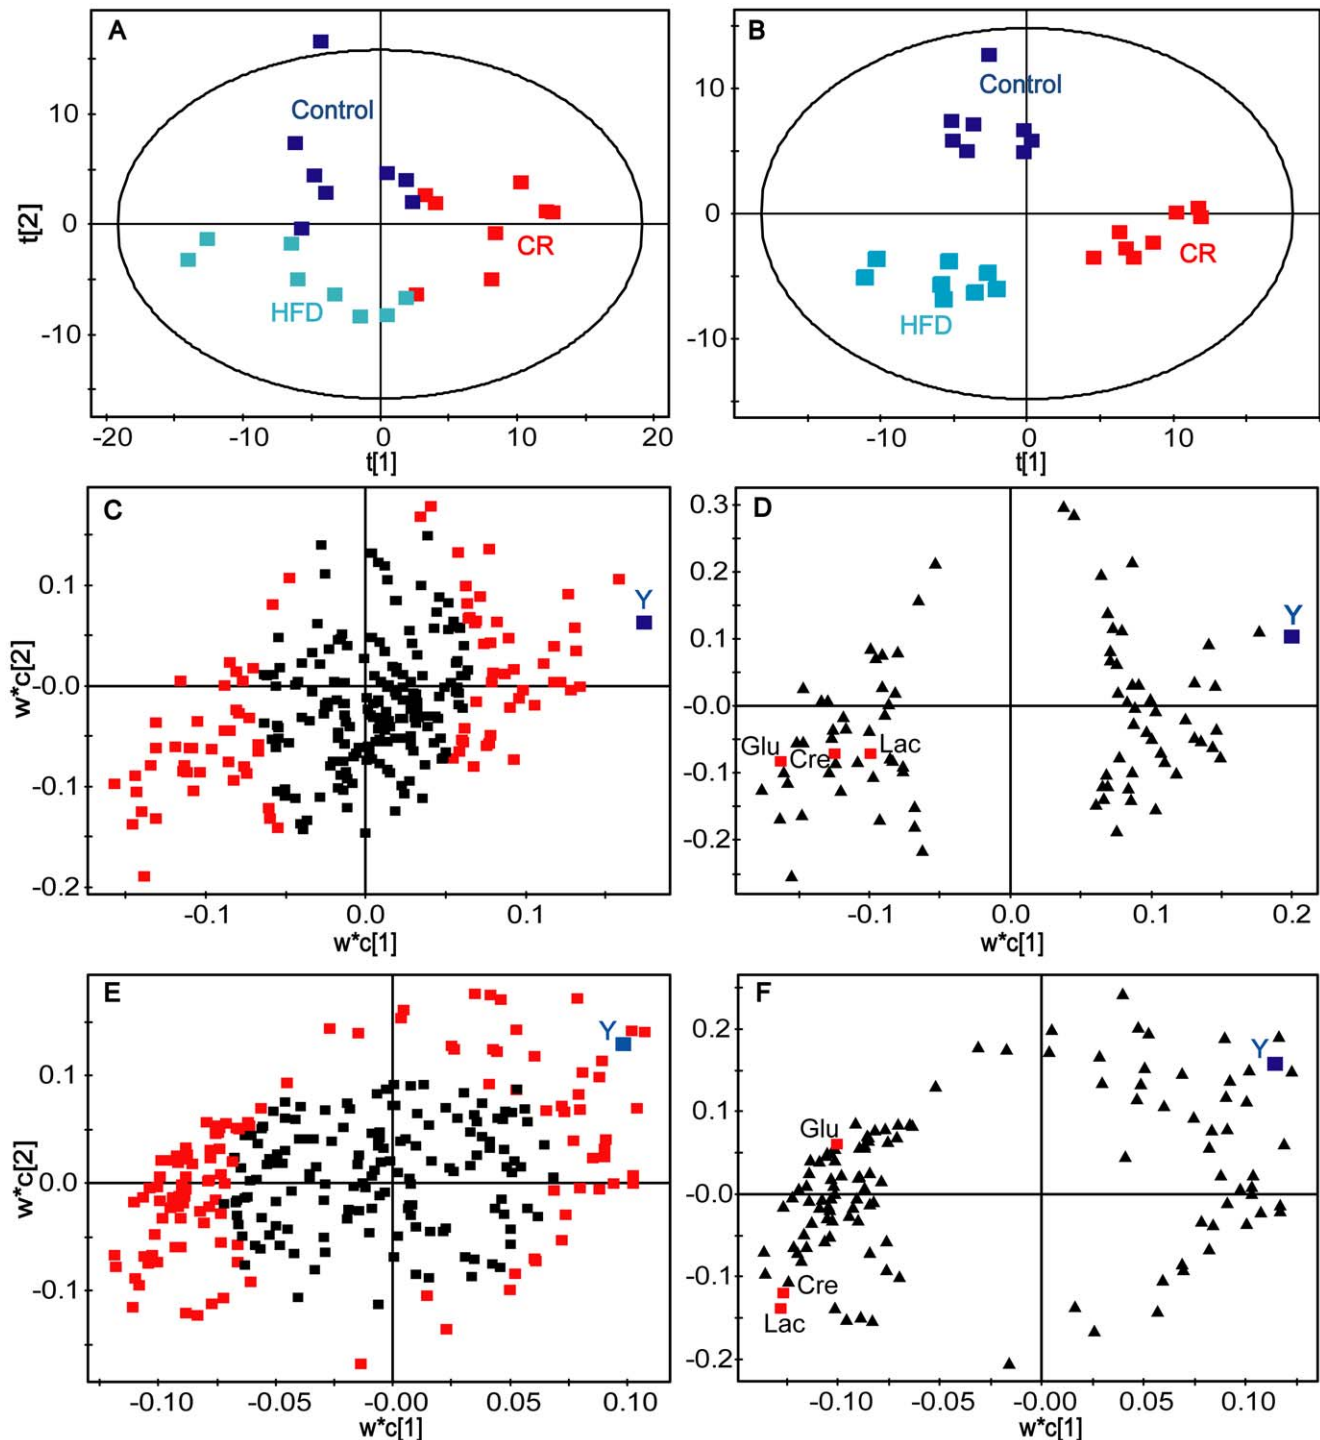 A
Control
CR
HFD
t[2]
10
0
-10
-20
-10
0
10
20
t[1]
B
Control
CR
HFD
10
0
-10
-10
0
10
t[1]
C
Y
w*c[2]
0.1
-0.0
-0.1
-0.2
-0.1
0.0
0.1
w*c[1]
D
Y
Glu
Cre
Lac
0.3
0.2
0.1
-0.0
-0.1
-0.2
-0.1
0.0
0.1
0.2
w*c[1]
E
Y
w*c[2]
0.1
0.0
-0.1
-0.10
-0.05
-0.00
0.05
0.10
w*c[1]
F
Y
Glu
Cre
Lac
0.2
0.1
-0.0
-0.1
-0.2
-0.10
-0.05
-0.00
0.05
0.10
w*c[1]